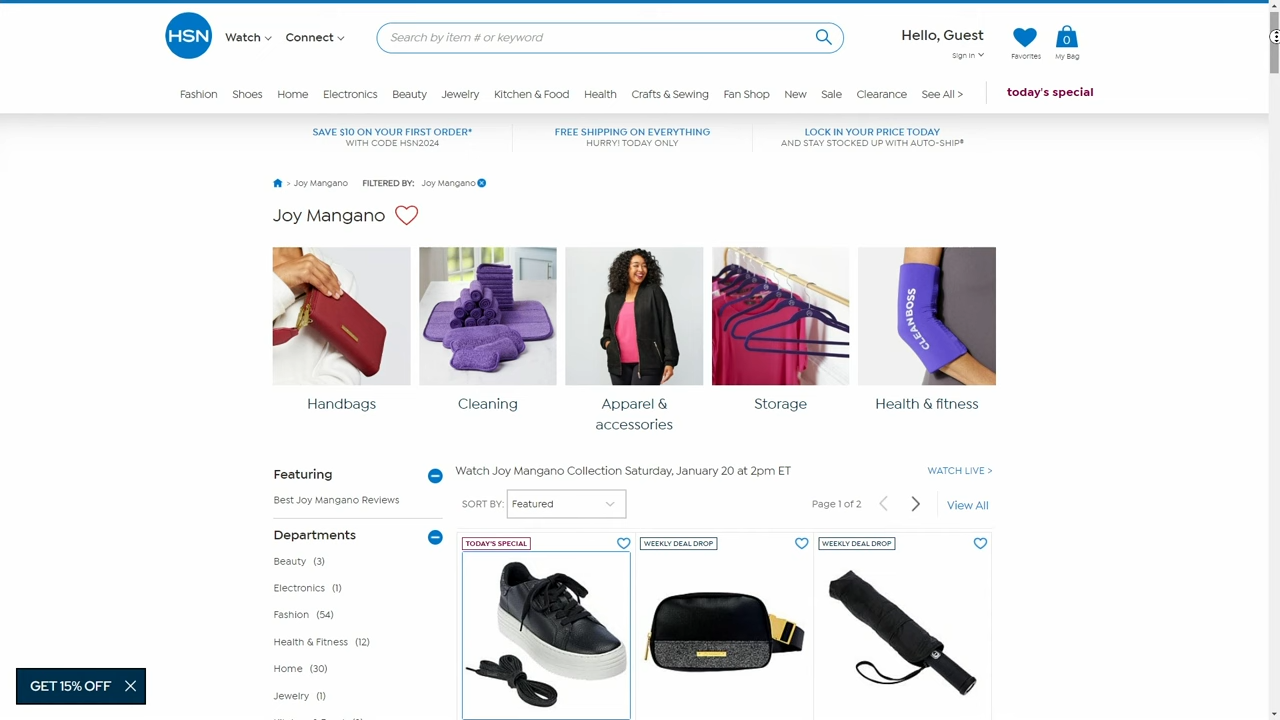 HSN
Watch
Connect
Search by item # or keyword
Hello, Guest
Sign In
Favorites
0
My Bag
Fashion
Shoes
Home
Electronics
Beauty
Jewelry
Kitchen & Food
Health
Crafts & Sewing
Fan Shop
New
Sale
Clearance
See All >
today's special
SAVE $10 ON YOUR FIRST ORDER*
WITH CODE HSN2024
FREE SHIPPING ON EVERYTHING
HURRY! TODAY ONLY
LOCK IN YOUR PRICE TODAY
AND STAY STOCKED UP WITH AUTO-SHIP®
> Joy Mangano
FILTERED BY: Joy Mangano
Joy Mangano
CLEANBOSS
Handbags
Cleaning
Apparel &
accessories
Storage
Health & fitness
Featuring
Best Joy Mangano Reviews
Departments
Beauty (3)
Electronics (1)
Fashion (54)
Health & Fitness (12)
Home (30)
Jewelry (1)
Watch Joy Mangano Collection Saturday, January 20 at 2pm ET
WATCH LIVE >
SORT BY: Featured
Page 1 of 2
View All
TODAY'S SPECIAL
WEEKLY DEAL DROP
WEEKLY DEAL DROP
GET 15% OFF